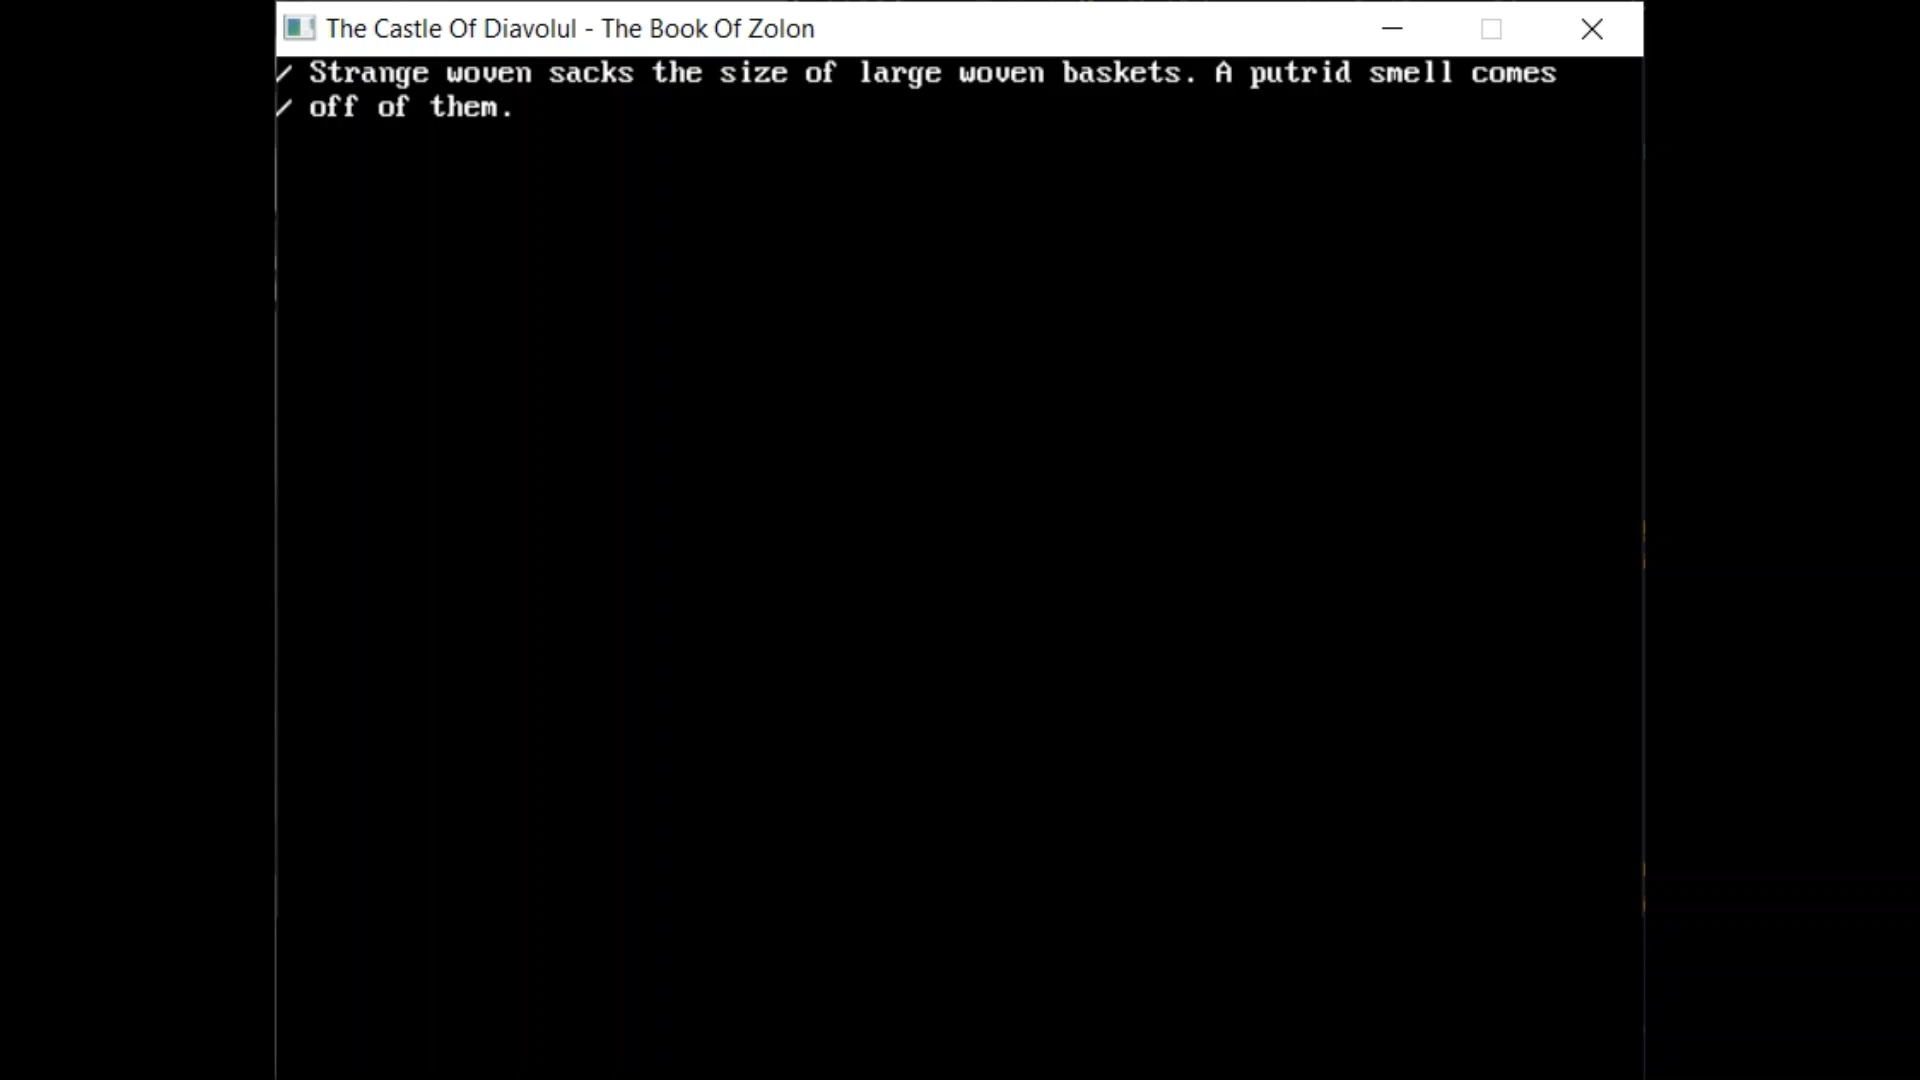 The Castle Of Diavolul - The Book Of Zolon
/ Strange woven sacks the size of large woven baskets. A putrid smell comes
/ off of them.